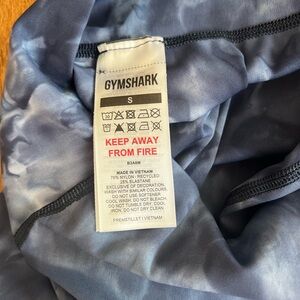 GYMSHARK
S
KEEP AWAY
FROM FIRE
MADE IN VIETNAM
EXCLUSIVE OF DECORATION.
WASH WITH SIMILAR COLOURS.
DO NOT USE SOFTENER.
COOL WASH. DO NOT BLEACH.
DO NOT TUMBLE DRY. COOL
IRON. DO NOT DRY CLEAN